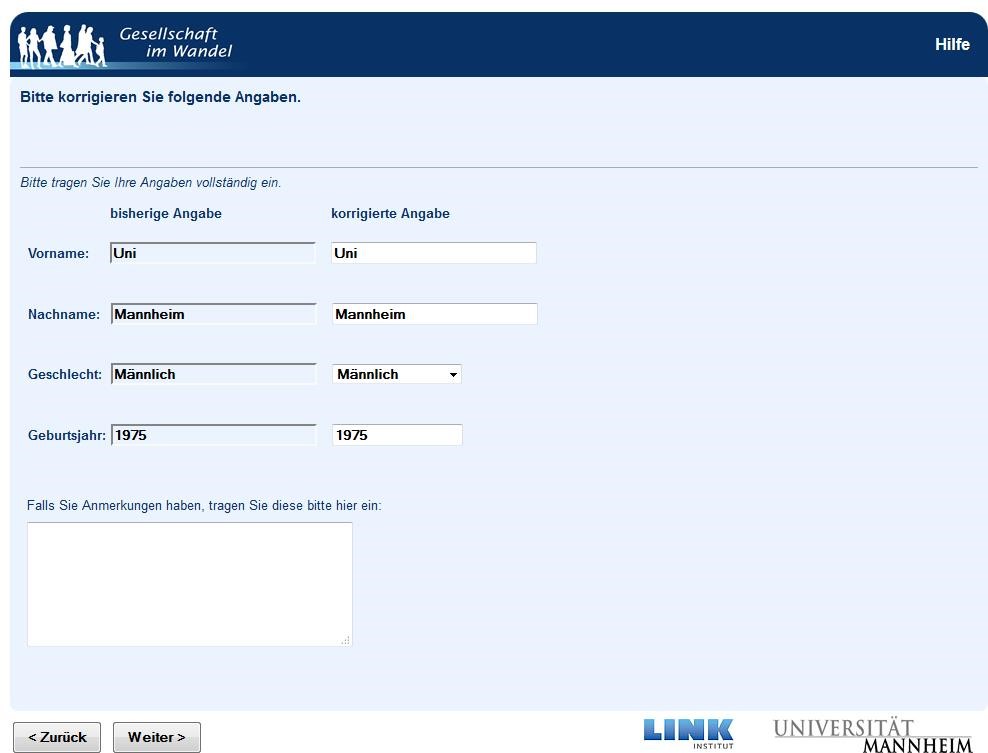 Gesellschaft
im Wandel
Hilfe
Bitte korrigieren Sie folgende Angaben.
Bitte tragen Sie Ihre Angaben vollständig ein.
bisherige Angabe korrigierte Angabe
Vorname: Uni Uni
Nachname: Mannheim Mannheim
Geschlecht: Männlich Männlich
Geburtsjahr: 1975 1975
Falls Sie Anmerkungen haben, tragen Sie diese bitte hier ein:
< Zurück Weiter >
LINK
INSTITUT
UNIVERSITÄT
MANNHEIM